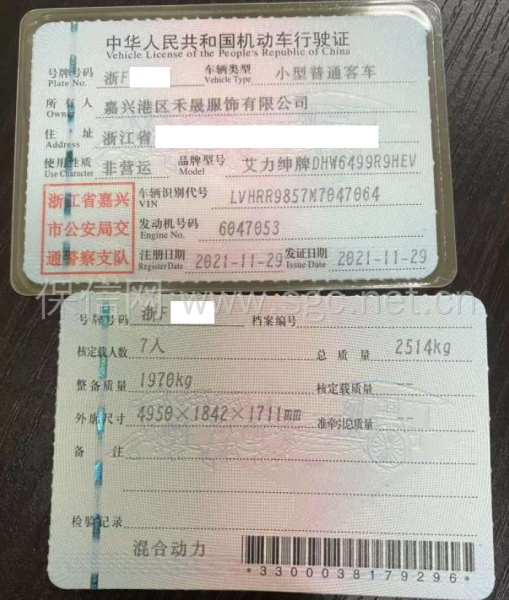 中华人民共和国机动车行驶证
Vehicle License of the People's Republic of China
号牌号码 浙F 车辆类型 小型普通客车
Plate No. Vehicle Type
所有人 嘉兴港区禾晟服饰有限公司
Owner
住址 浙江省
Address
使用性质 非营运 品牌型号 艾力绅牌DHW6499R9HEV
Use Character Model
浙江省嘉兴
市公安局交
通警察支队
车辆识别代号 LVHRR9857M7047064
VIN
发动机号码 6047053
Engine No.
注册日期 2021-11-29 发证日期 2021-11-29
Register Date Issue Date
保信网 www.sgc.net.cn
号牌号码 浙F 档案编号
核定载人数 7人 总质量 2514kg
整备质量 1970kg 核定载质量 --
外廓尺寸 4950×1842×1711mm 准牵引总质量 --
备注
检验记录
混合动力
*3300038179296*